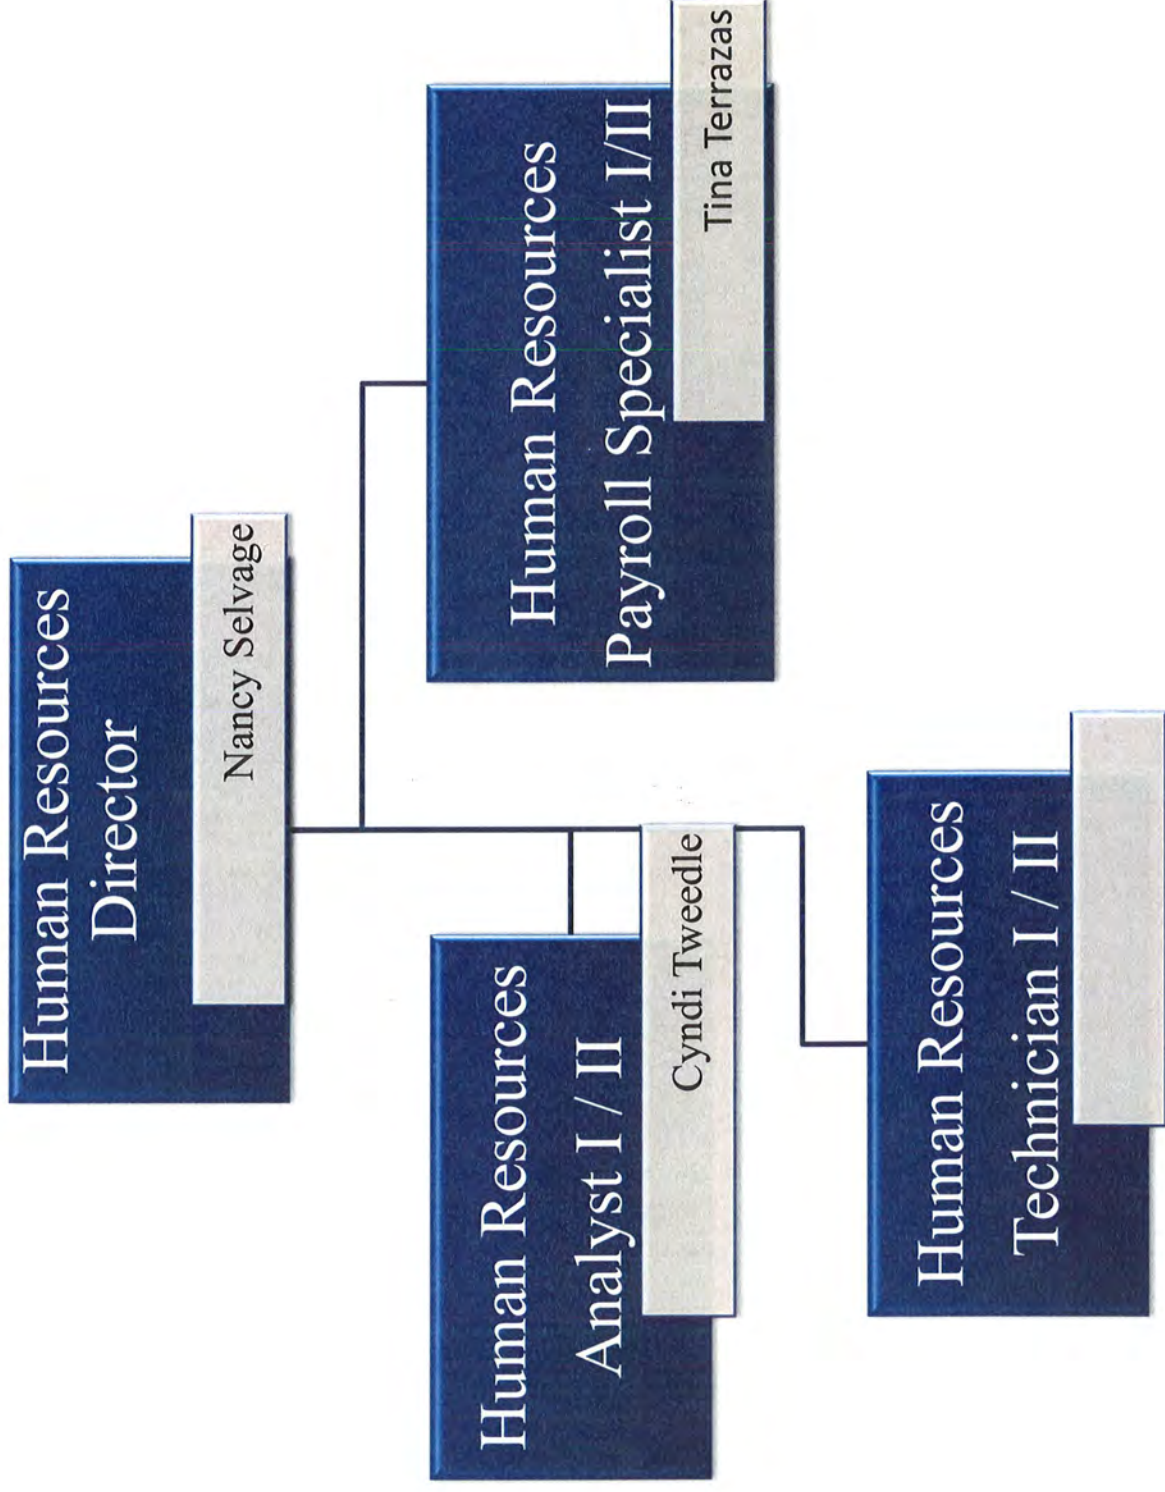 Human Resources
Director
Nancy Selvage
Human Resources
Analyst I / II
Cyndi Tweedle
Human Resources
Payroll Specialist I/II
Tina Terrazas
Human Resources
Technician I / II